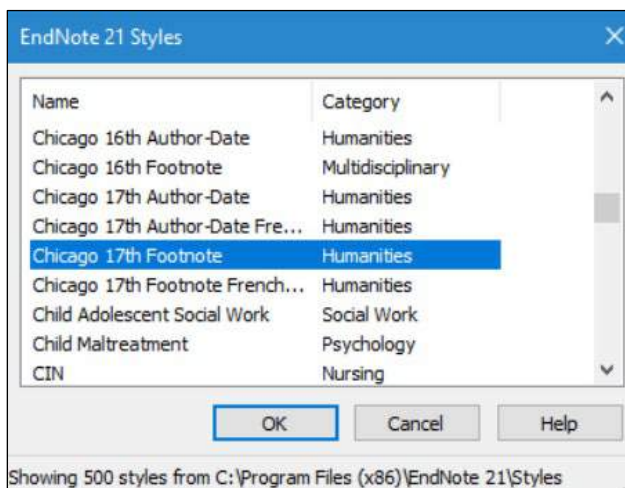 EndNote 21 Styles
Name Category
Chicago 16th Author-Date Humanities
Chicago 16th Footnote Multidisciplinary
Chicago 17th Author-Date Humanities
Chicago 17th Author-Date Fre... Humanities
Chicago 17th Footnote Humanities
Chicago 17th Footnote French... Humanities
Child Adolescent Social Work Social Work
Child Maltreatment Psychology
CIN Nursing
OK Cancel Help
Showing 500 styles from C:\Program Files (x86)\EndNote 21\Styles